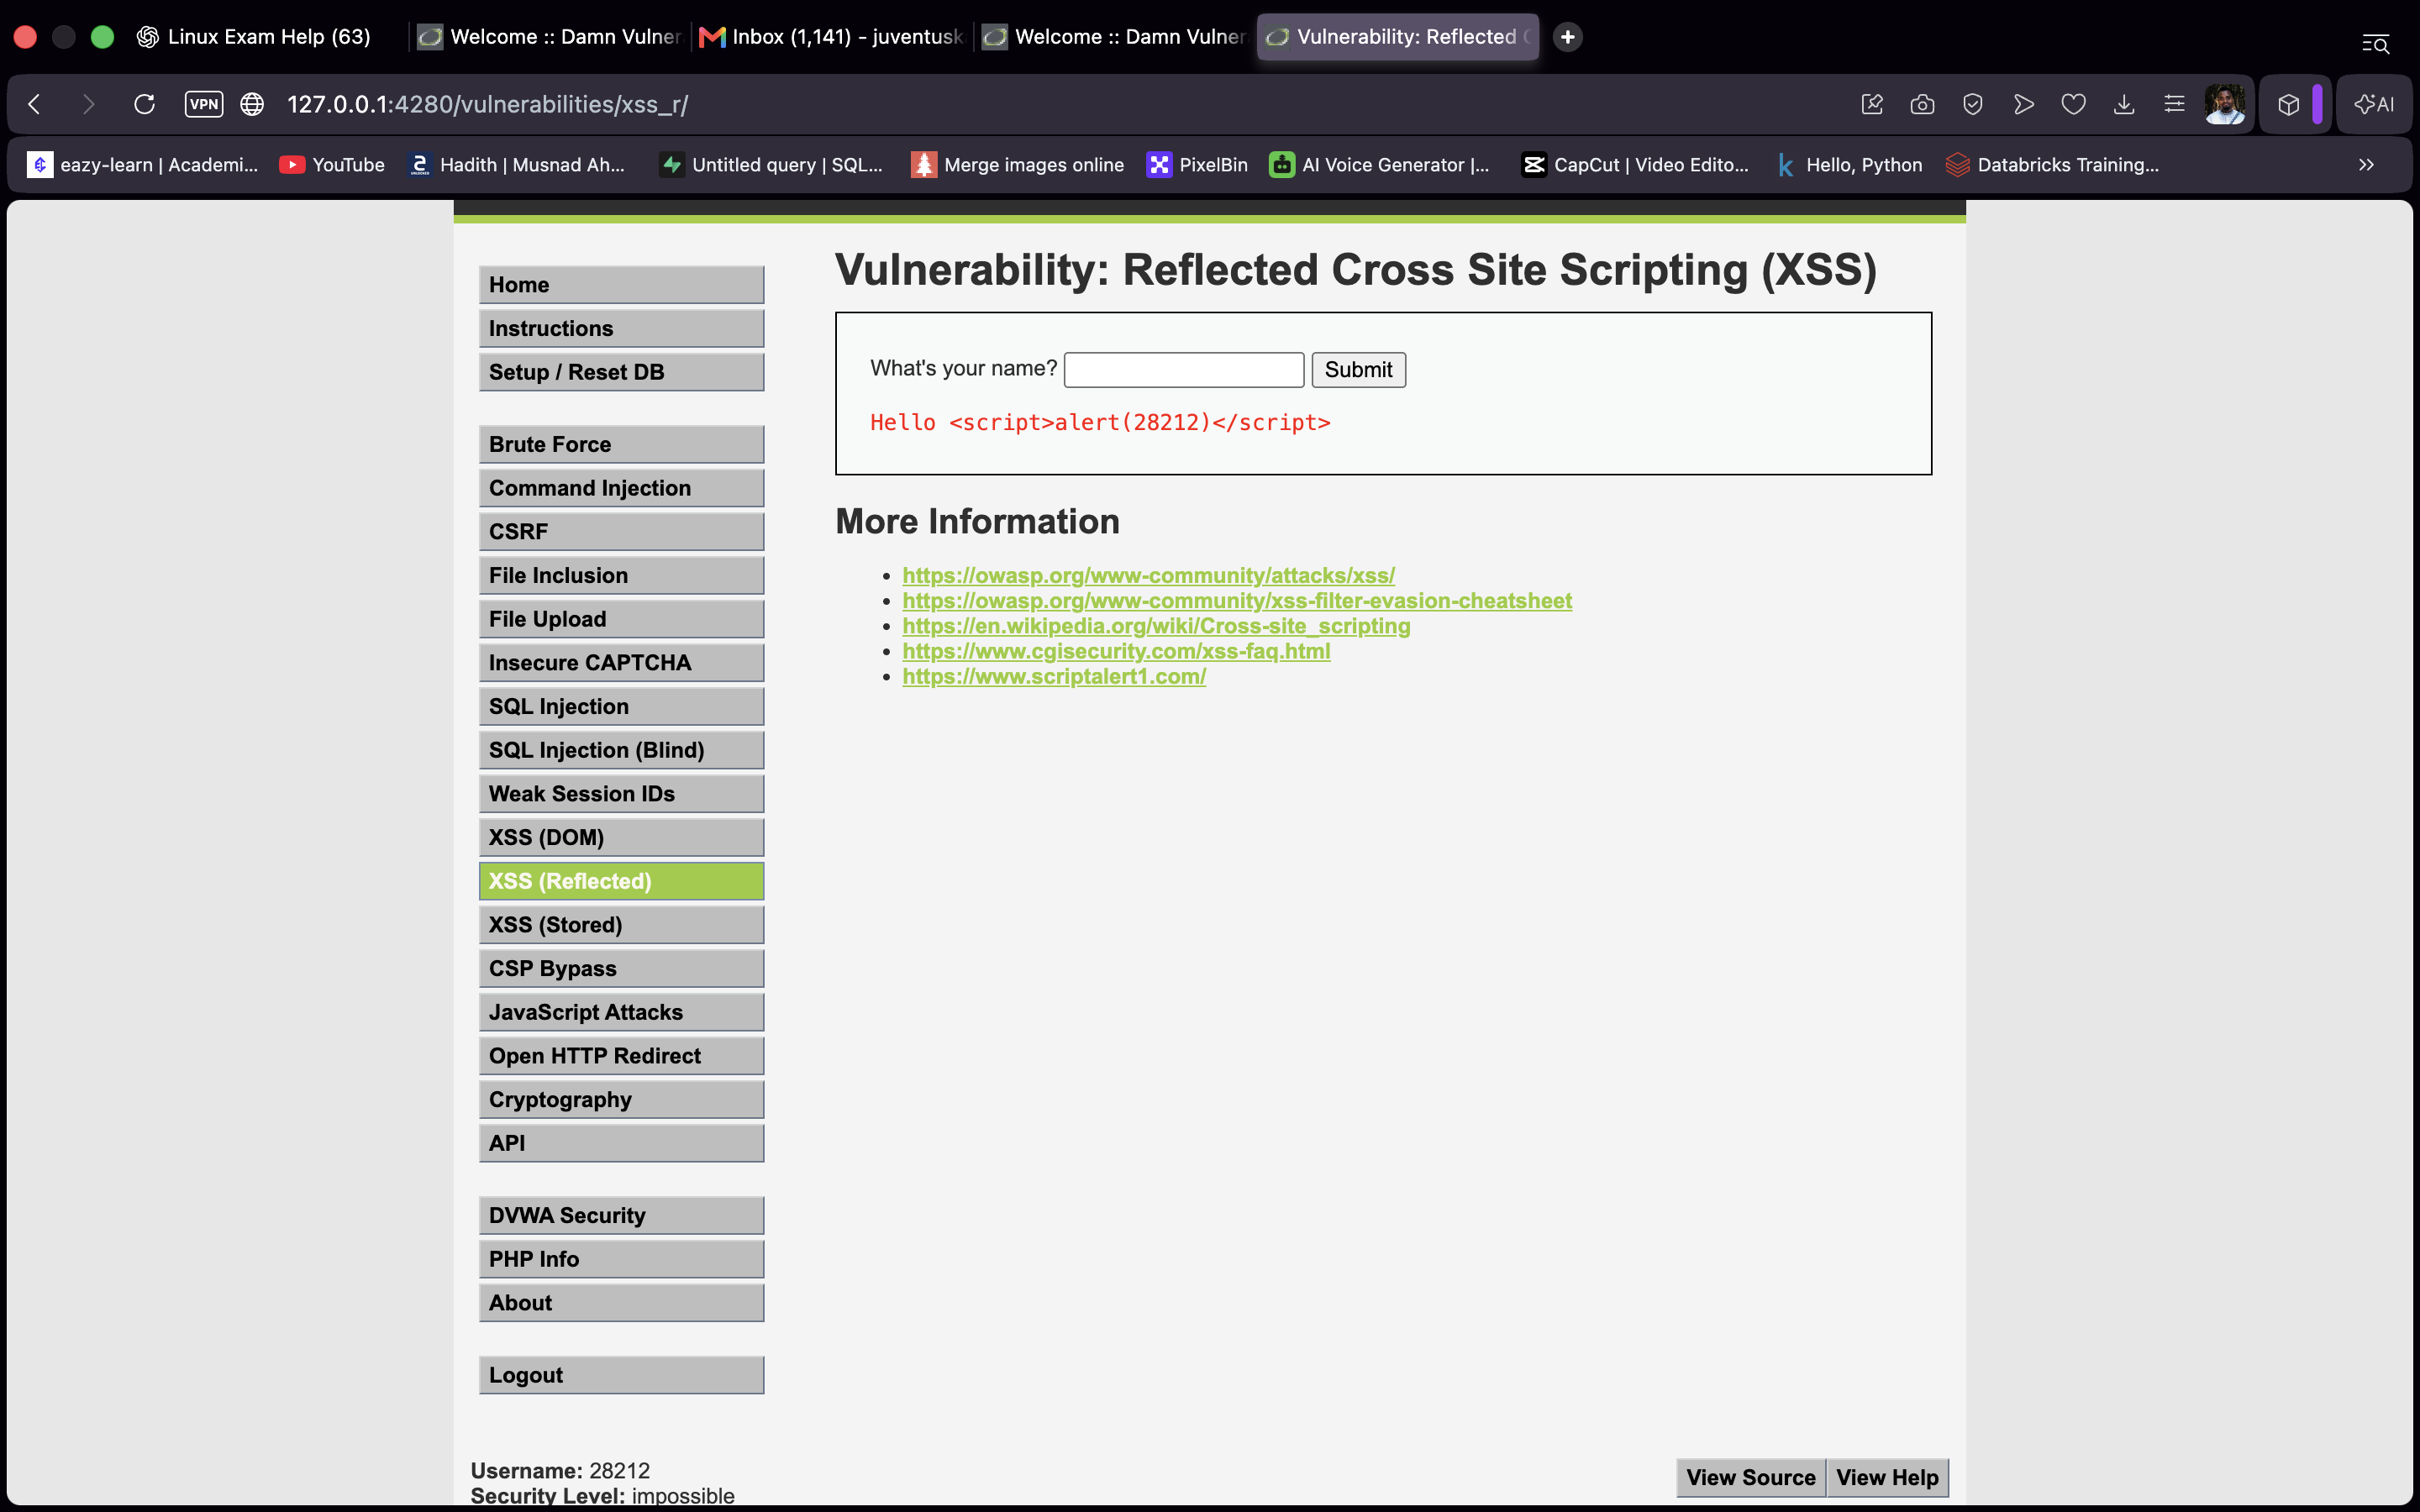 Linux Exam Help (63)
Welcome :: Damn Vulner
Inbox (1,141) - juventusk
Welcome :: Damn Vulner
Vulnerability: Reflected
VPN
127.0.0.1:4280/vulnerabilities/xss_r/
AI
eazy-learn | Academi...
YouTube
Hadith | Musnad Ah...
Untitled query | SQL...
Merge images online
PixelBin
AI Voice Generator |...
CapCut | Video Edito...
Hello, Python
Databricks Training...
Home
Instructions
Setup / Reset DB
Brute Force
Command Injection
CSRF
File Inclusion
File Upload
Insecure CAPTCHA
SQL Injection
SQL Injection (Blind)
Weak Session IDs
XSS (DOM)
XSS (Reflected)
XSS (Stored)
CSP Bypass
JavaScript Attacks
Open HTTP Redirect
Cryptography
API
DVWA Security
PHP Info
About
Logout
Vulnerability: Reflected Cross Site Scripting (XSS)
What's your name?
Submit
Hello <script>alert(28212)</script>
More Information
https://owasp.org/www-community/attacks/xss/
https://owasp.org/www-community/xss-filter-evasion-cheatsheet
https://en.wikipedia.org/wiki/Cross-site_scripting
https://www.cgisecurity.com/xss-faq.html
https://www.scriptalert1.com/
Username: 28212
Security Level: impossible
View Source
View Help